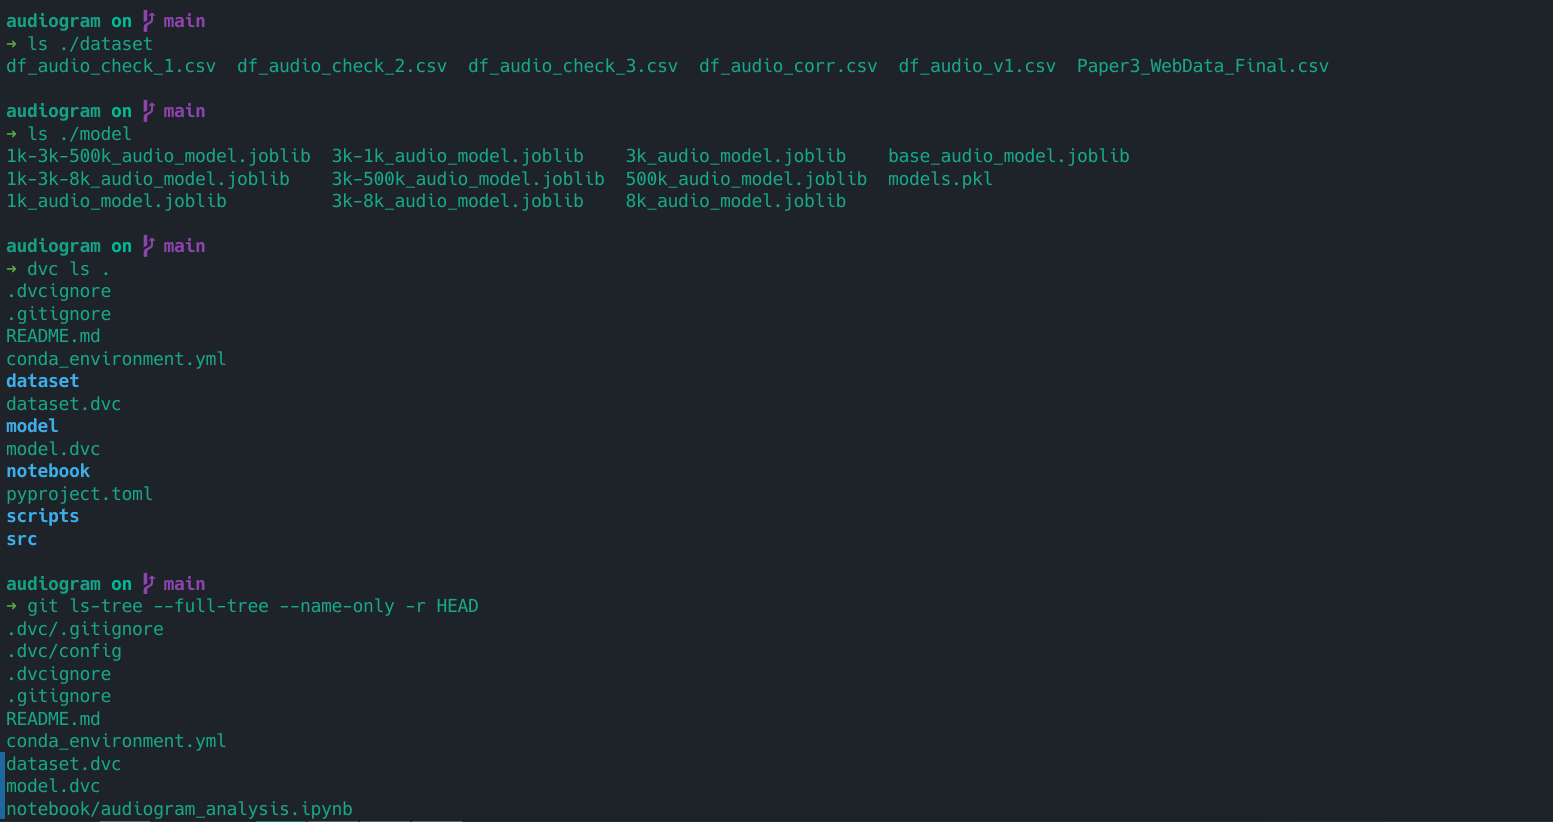 audiogram on main
➜ ls ./dataset
df_audio_check_1.csv  df_audio_check_2.csv  df_audio_check_3.csv  df_audio_corr.csv  df_audio_v1.csv  Paper3_WebData_Final.csv
audiogram on main
➜ ls ./model
1k-3k-500k_audio_model.joblib  3k-1k_audio_model.joblib    3k_audio_model.joblib    base_audio_model.joblib
1k-3k-8k_audio_model.joblib    3k-500k_audio_model.joblib  500k_audio_model.joblib  models.pkl
1k_audio_model.joblib          3k-8k_audio_model.joblib    8k_audio_model.joblib
audiogram on main
➜ dvc ls .
.dvcignore
.gitignore
README.md
conda_environment.yml
dataset
dataset.dvc
model
model.dvc
notebook
pyproject.toml
scripts
src
audiogram on main
➜ git ls-tree --full-tree --name-only -r HEAD
.dvc/.gitignore
.dvc/config
.dvcignore
.gitignore
README.md
conda_environment.yml
dataset.dvc
model.dvc
notebook/audiogram_analysis.ipynb